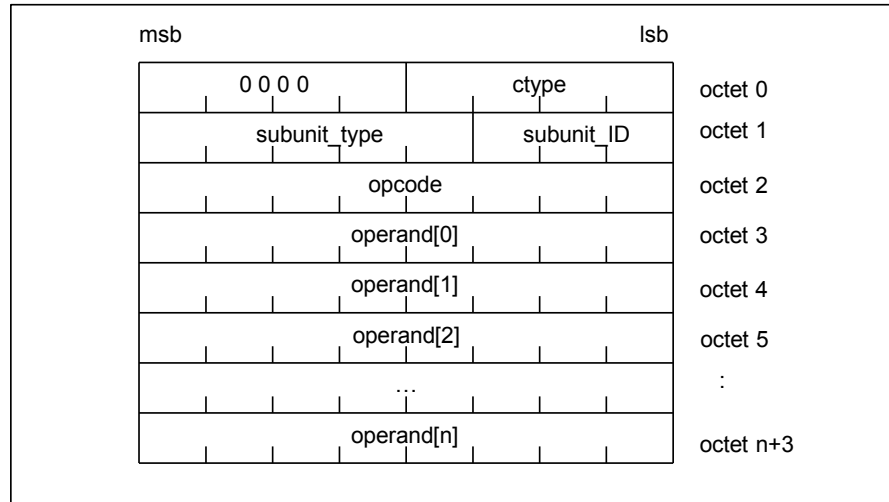 msb lsb
0 0 0 0 ctype octet 0
subunit_type subunit_ID octet 1
opcode octet 2
operand[0] octet 3
operand[1] octet 4
operand[2] octet 5
... :
operand[n] octet n+3